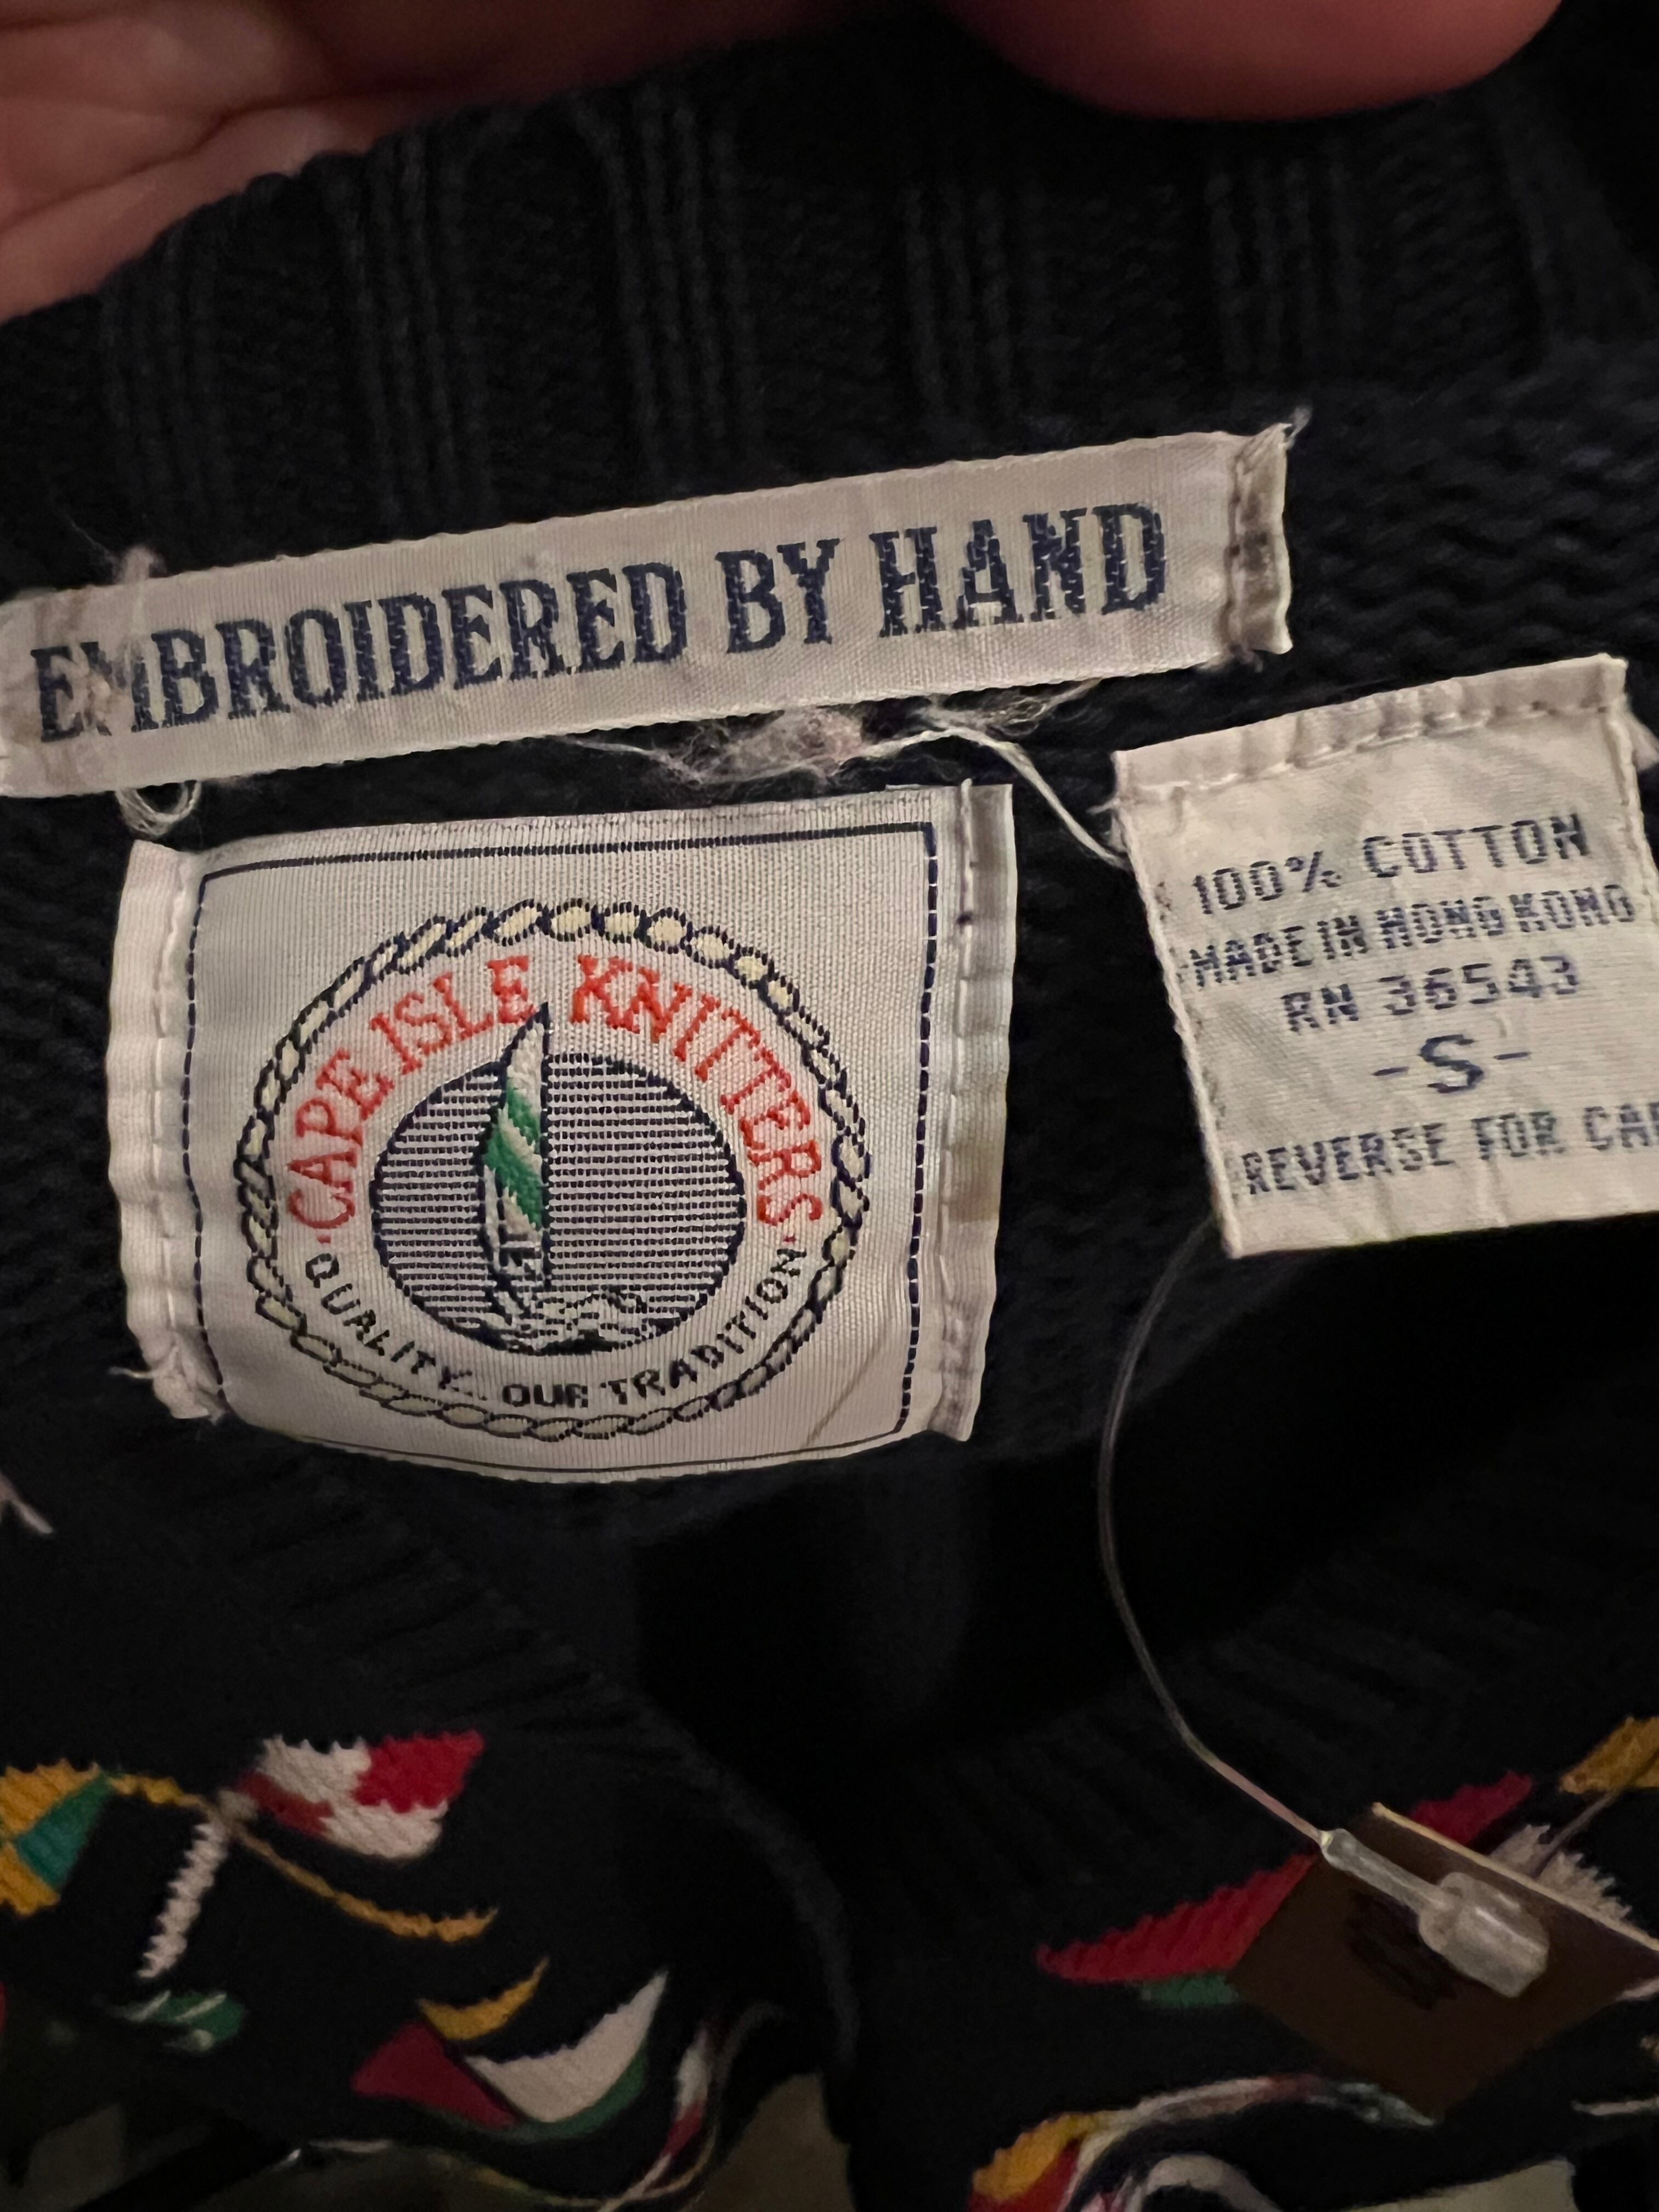 EMBROIDERED BY HAND
·CAPE ISLE KNITTERS·
QUALITY... OUR TRADITION
100% COTTON
MADE IN HONG KONG
RN 36543
-S-
REVERSE FOR